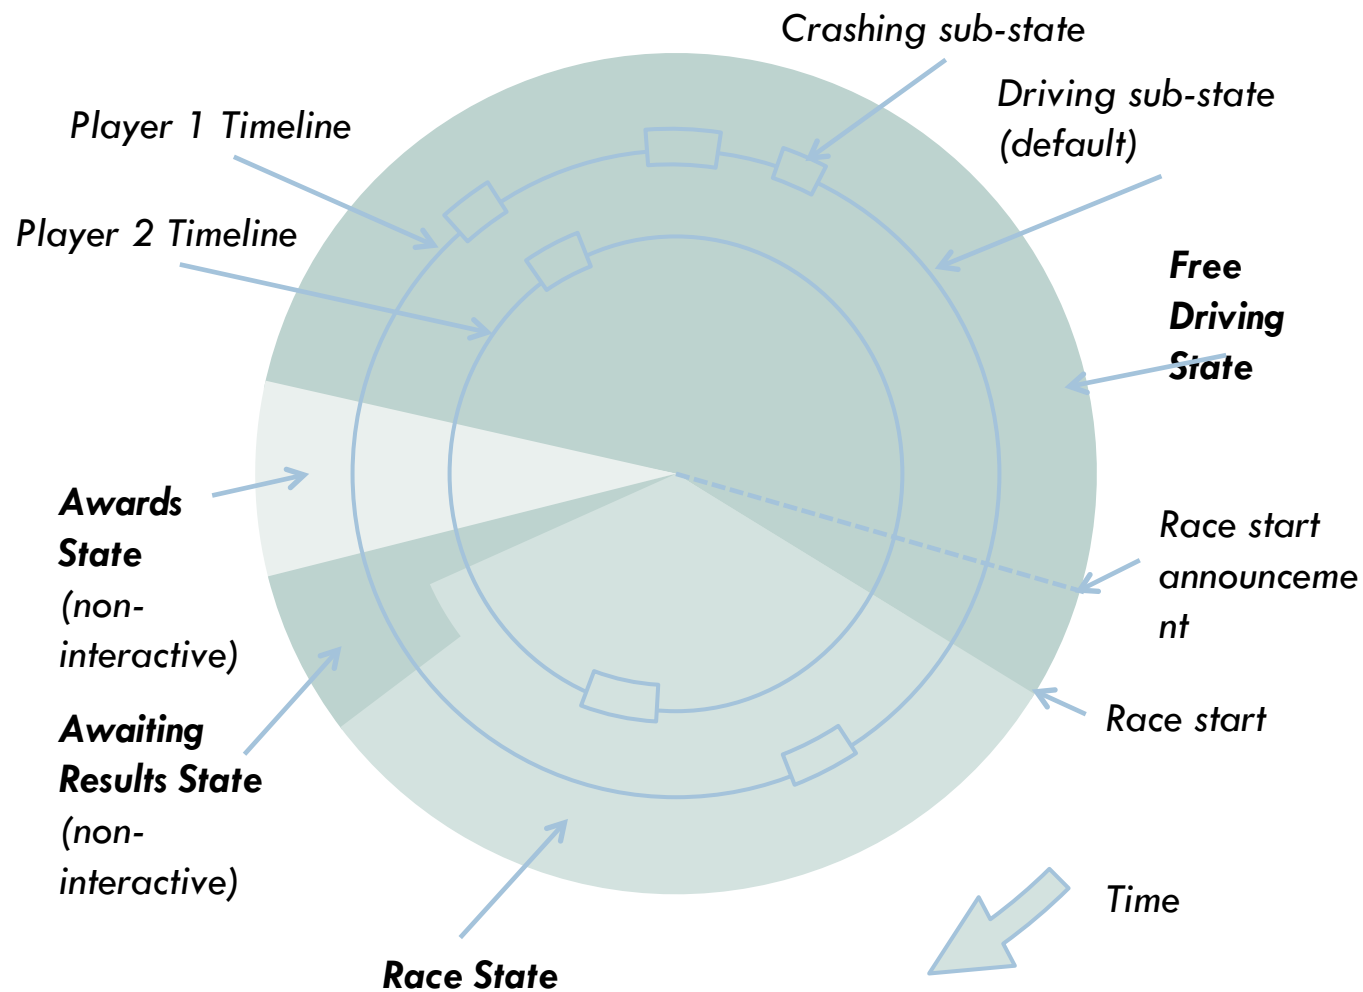 Crashing sub-state
Driving sub-state
(default)
Player 1 Timeline
Player 2 Timeline
Free
Driving
State
Awards
State
(non-
interactive)
Race start
announceme
nt
Awaiting
Results State
(non-
interactive)
Race start
Time
Race State